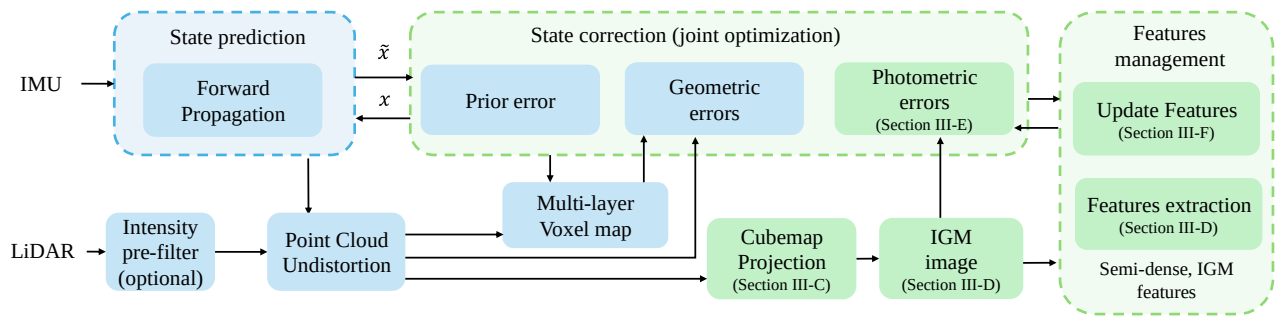 State prediction
IMU
Forward
Propagation
x̃
x
State correction (joint optimization)
Prior error
Geometric
errors
Photometric
errors
(Section III-E)
Features
management
Update Features
(Section III-F)
Features extraction
(Section III-D)
Semi-dense, IGM
features
LiDAR
Intensity
pre-filter
(optional)
Point Cloud
Undistortion
Multi-layer
Voxel map
Cubemap
Projection
(Section III-C)
IGM
image
(Section III-D)